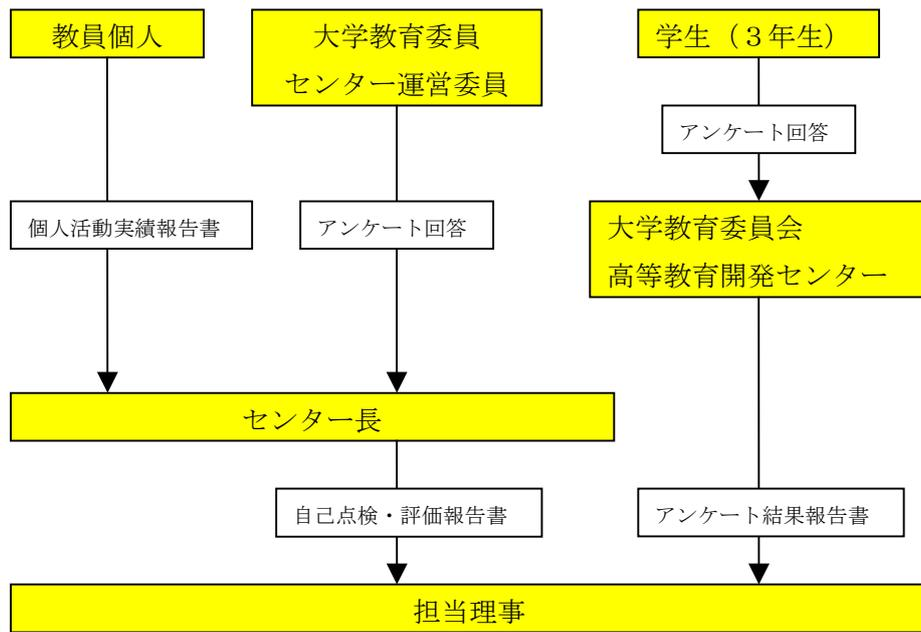 教員個人
大学教育委員
センター運営委員
学生（３年生）
アンケート回答
個人活動実績報告書
アンケート回答
大学教育委員会
高等教育開発センター
センター長
自己点検・評価報告書
アンケート結果報告書
担当理事